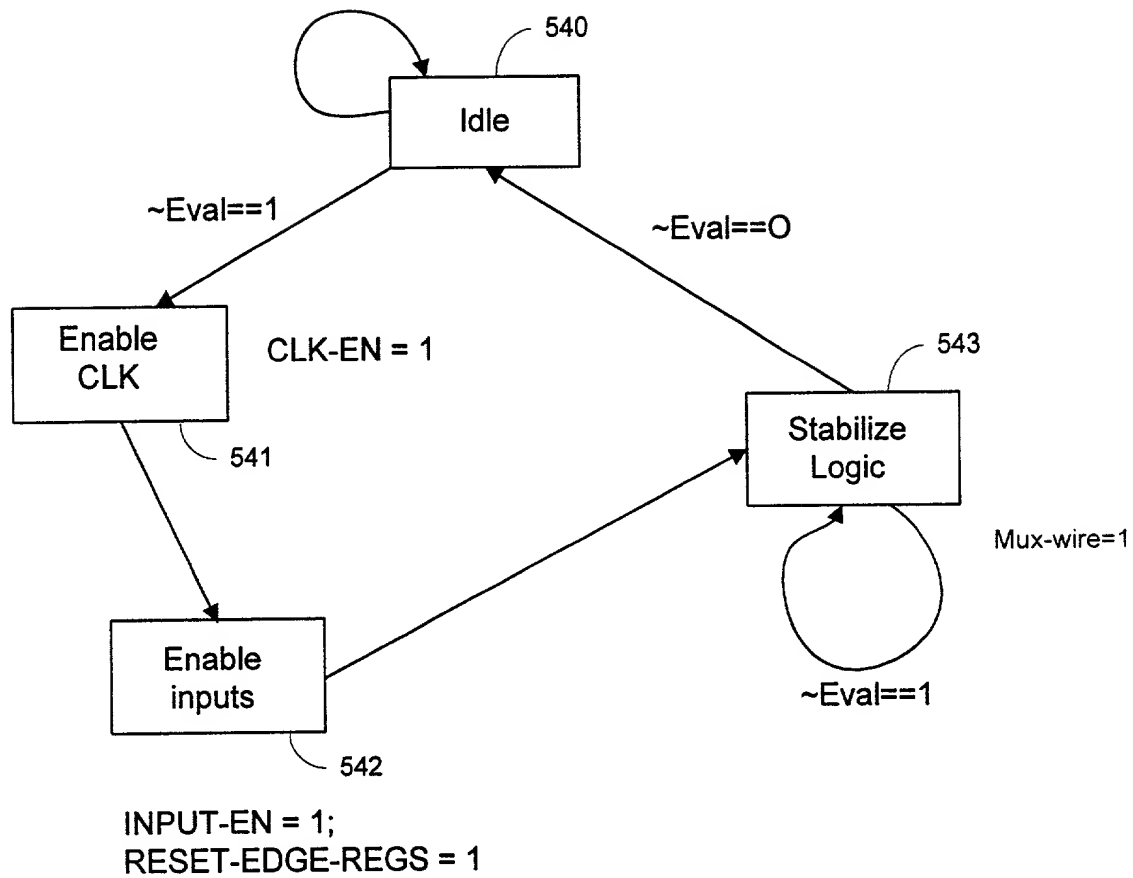 540
Idle
~Eval==1
~Eval==O
Enable
CLK
CLK-EN = 1
541
543
Stabilize
Logic
Mux-wire=1
~Eval==1
Enable
inputs
542
INPUT-EN = 1;
RESET-EDGE-REGS = 1